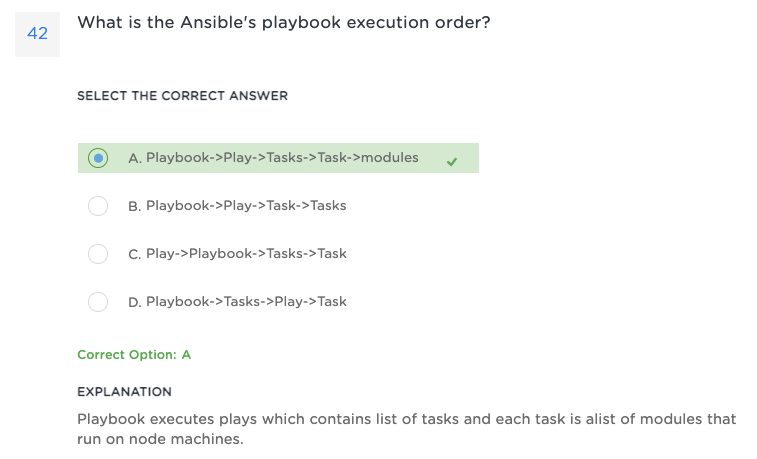 42
What is the Ansible's playbook execution order?
SELECT THE CORRECT ANSWER
A. Playbook->Play->Tasks->Task->modules
B. Playbook->Play->Task->Tasks
C. Play->Playbook->Tasks->Task
D. Playbook->Tasks->Play->Task
Correct Option: A
EXPLANATION
Playbook executes plays which contains list of tasks and each task is alist of modules that
run on node machines.